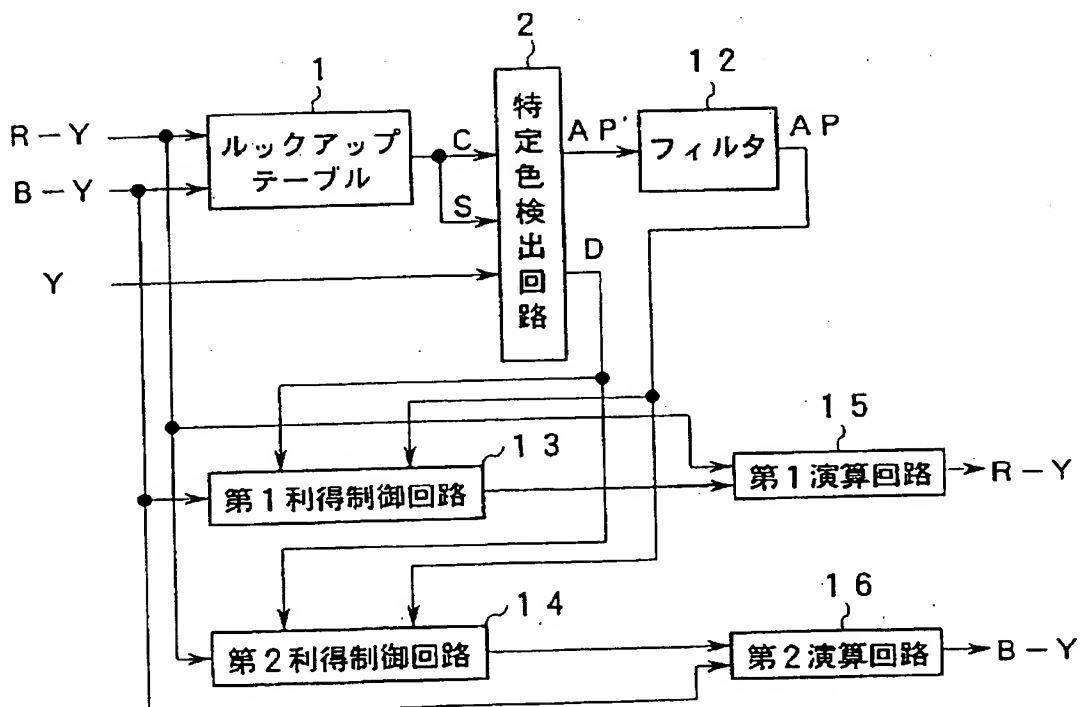 2
1
12
R-Y
B-Y
Y
ルックアップ
テーブル
C
S
特定色検出回路
AP'
D
フィルタ
AP
13
第1利得制御回路
15
第1演算回路
R-Y
14
第2利得制御回路
16
第2演算回路
B-Y